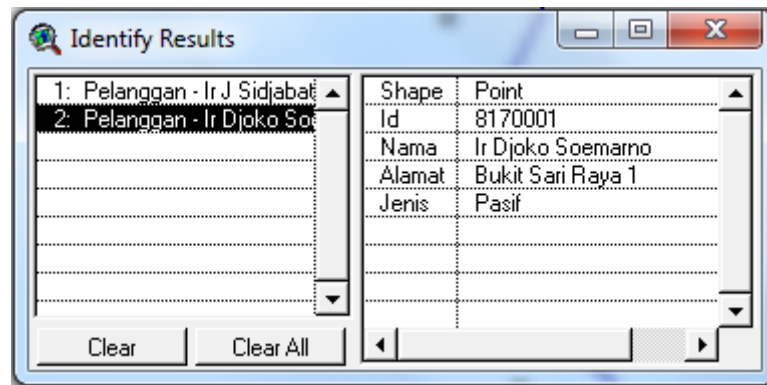 Identify Results
1: Pelanggan - Ir J Sidjabat
2: Pelanggan - Ir Djoko
Shape Point
Id 8170001
Nama Ir Djoko Soemarno
Alamat Bukit Sari Raya 1
Jenis Pasif
Clear Clear All